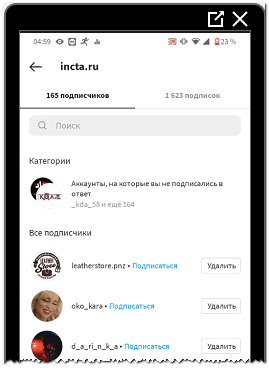 04:59 23 %
incta.ru
165 подписчиков 1 623 подписок
Поиск
Категории
Аккаунты, на которые вы не подписались в
ответ
_kda_58 и ещё 164
Все подписчики
leatherstore.pnz • Подписаться Удалить
oko_kara • Подписаться Удалить
d_a_r_i_n_k_a • Подписаться Удалить